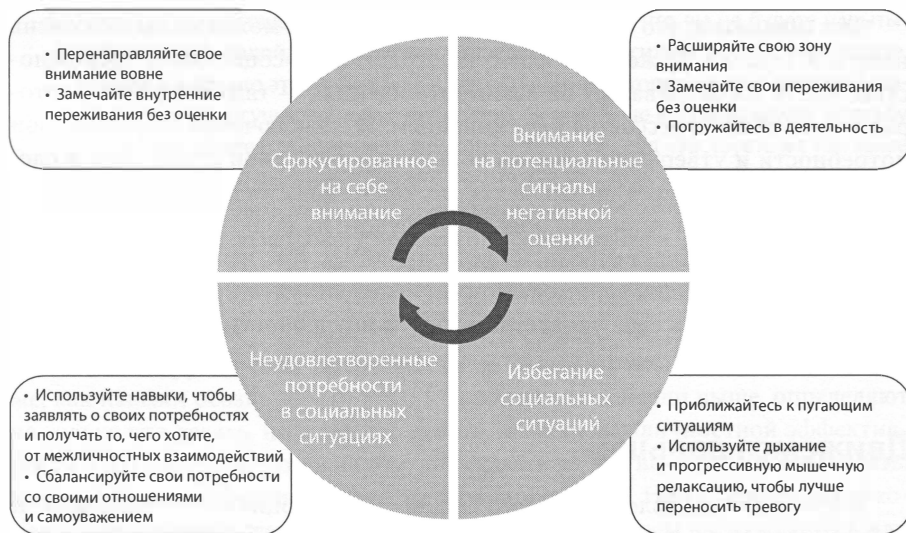 • Перенаправляйте свое
внимание вовне
• Замечайте внутренние
переживания без оценки
• Расширяйте свою зону
внимания
• Замечайте свои переживания
без оценки
• Погружайтесь в деятельность
Сфокусированное
на себе
внимание
Внимание
на потенциальные
сигналы
негативной
оценки
Неудовлетворенные
потребности
в социальных
ситуациях
Избегание
социальных
ситуаций
• Используйте навыки, чтобы
заявлять о своих потребностях
и получать то, чего хотите,
от межличностных взаимодействий
• Сбалансируйте свои потребности
со своими отношениями
и самоуважением
• Приближайтесь к пугающим
ситуациям
• Используйте дыхание
и прогрессивную мышечную
релаксацию, чтобы лучше
переносить тревогу